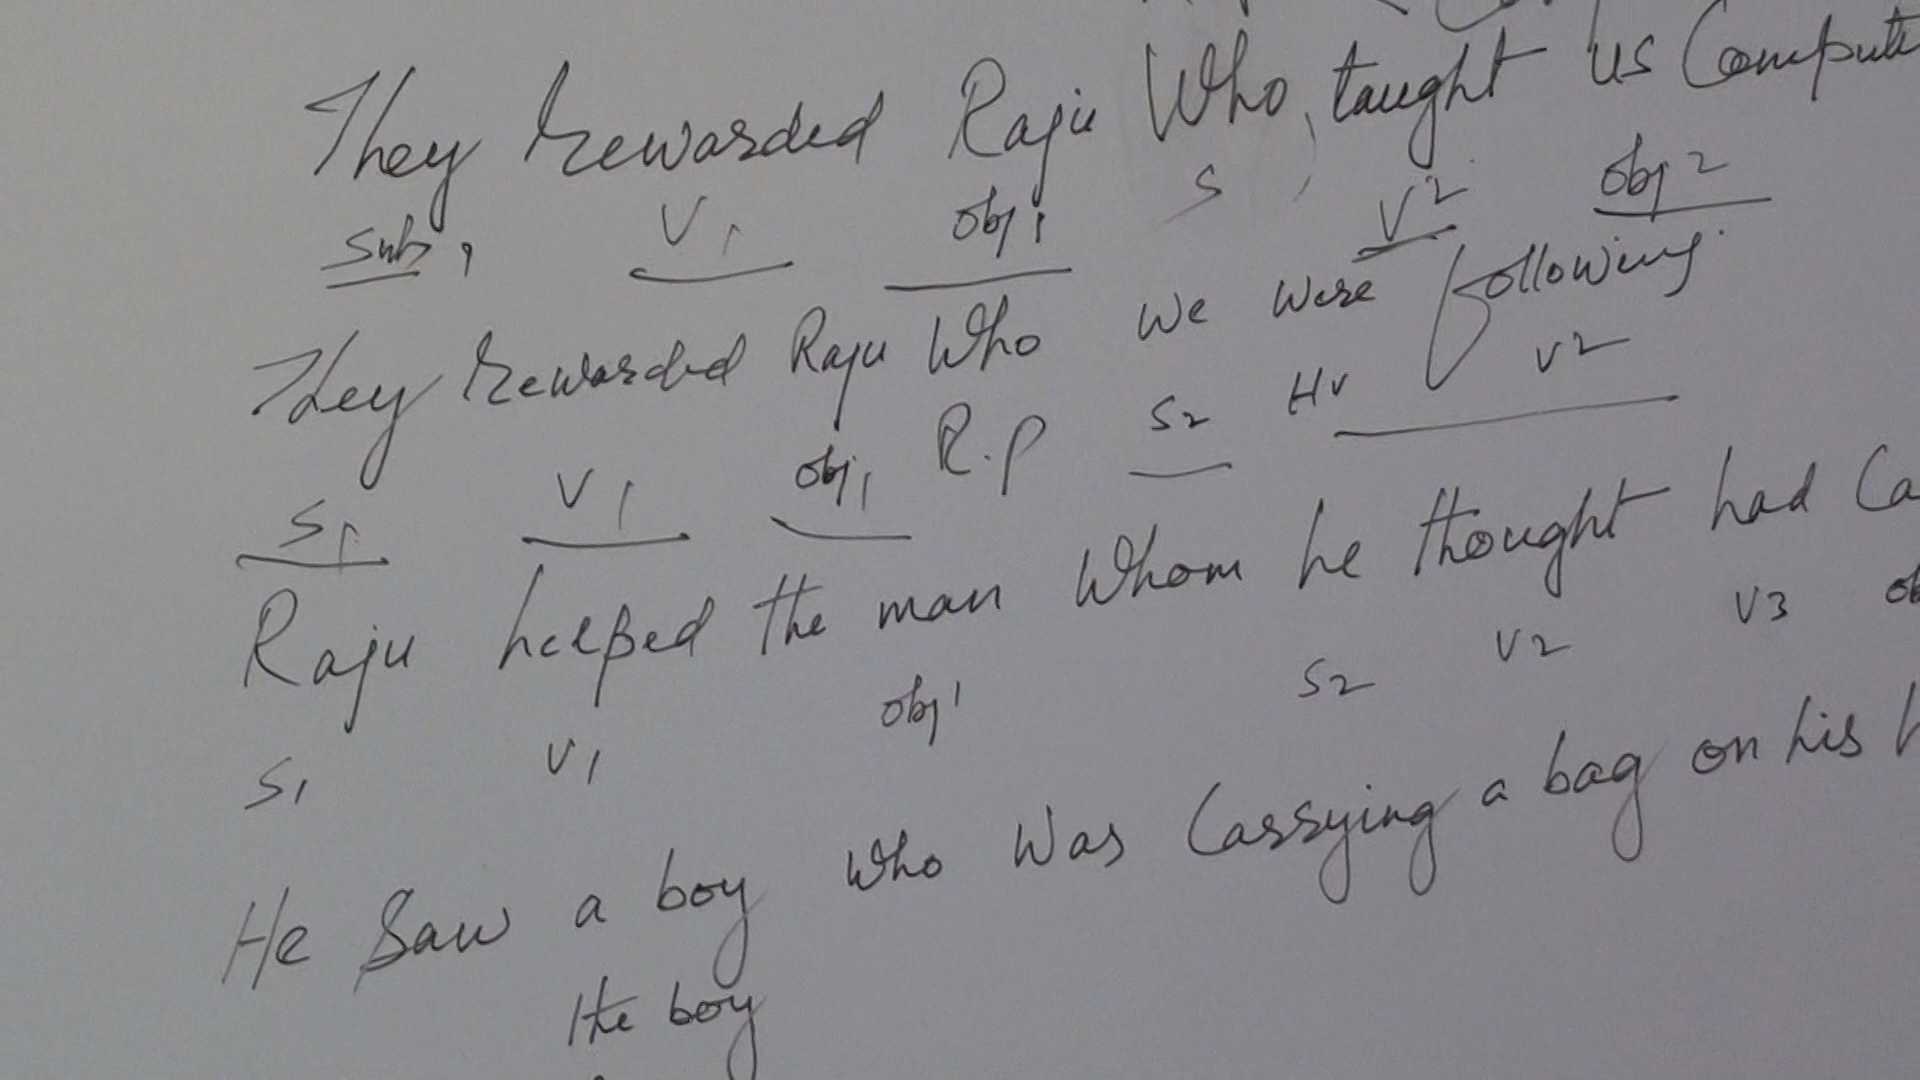 They rewarded Raju Who, taught us
Sub1 V1 obj1 S V2 obj2
They rewarded Raju Who We Were following.
S1 V1 obj1 R.P S2 HV V2
Raju helped the man Whom he thought had
S1 V1 obj1 S2 V2 V3
He Saw a boy Who Was Carrying a bag on his
the boy